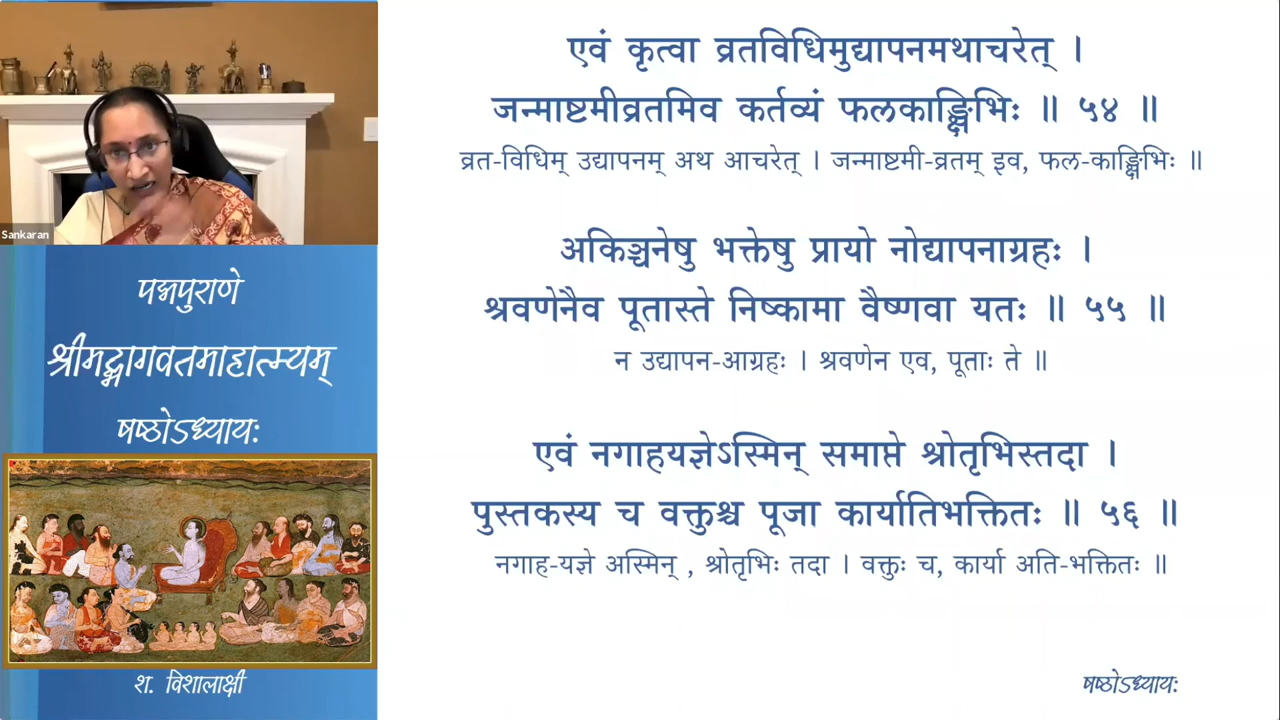 Sankaran
पद्मपुराणे
श्रीमद्भागवतमाहात्म्यम्
षष्ठोऽध्यायः
श. विशालाक्षी
एवं कृत्वा व्रतविधिमुद्यापनमथाचरेत् ।
जन्माष्टमीव्रतमिव कर्तव्यं फलकाङ्क्षिभिः ॥ ५४ ॥
व्रत-विधिम् उद्यापनम् अथ आचरेत् । जन्माष्टमी-व्रतम् इव, फल-काङ्क्षिभिः ॥
अकिञ्चनेषु भक्तेषु प्रायो नोद्यापनाग्रहः ।
श्रवणेनैव पूतास्ते निष्कामा वैष्णवा यतः ॥ ५५ ॥
न उद्यापन-आग्रहः । श्रवणेन एव, पूताः ते ॥
एवं नगाहयज्ञेऽस्मिन् समाप्ते श्रोतृभिस्तदा ।
पुस्तकस्य च वक्तुश्च पूजा कार्यातिभक्तितः ॥ ५६ ॥
नगाह-यज्ञे अस्मिन् , श्रोतृभिः तदा । वक्तुः च, कार्या अति-भक्तितः ॥
षष्ठोऽध्यायः